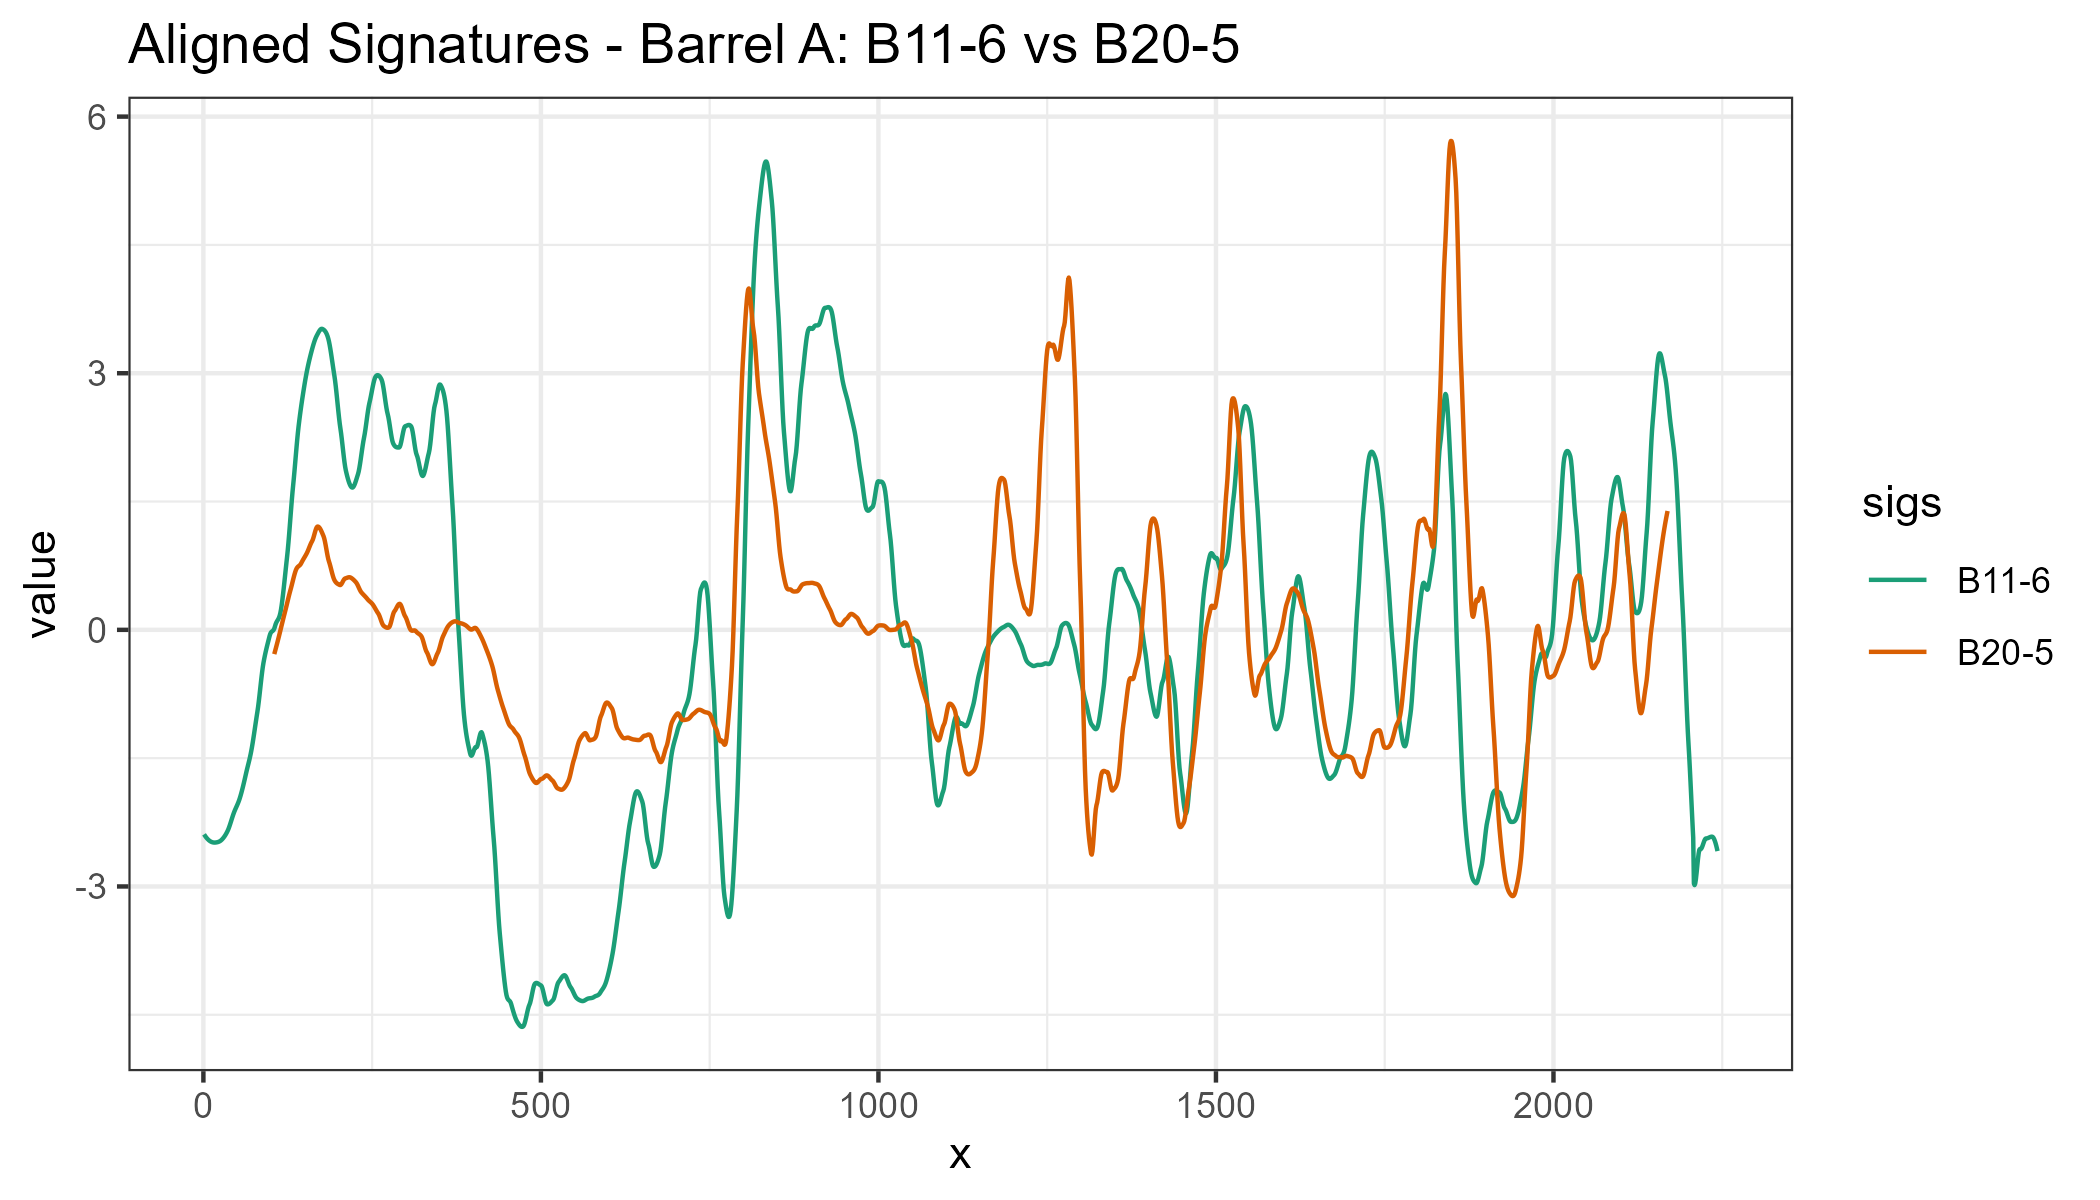 Aligned Signatures - Barrel A: B11-6 vs B20-5
6
3
0
-3
value
0 500 1000 1500 2000
x
sigs
B11-6
B20-5